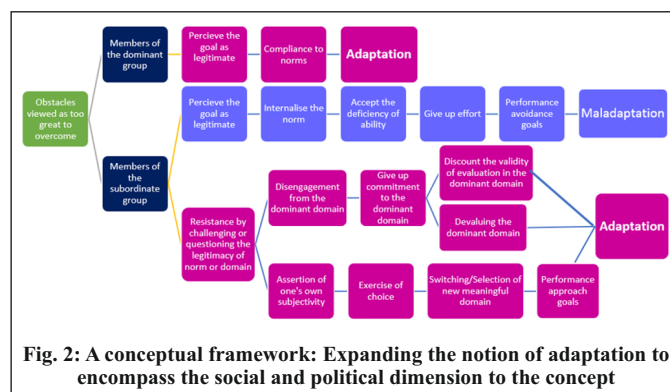 Members of
the dominant
group
Percieve the
goal as
legitimate
Compliance to
norms
Adaptation
Obstacles
viewed as too
great to
overcome
Percieve the
goal as
legitimate
Internalise the
norm
Accept the
deficiency of
ability
Give up effort
Performance
avoidance
goals
Maladaptation
Members of
the
subordinate
group
Resistance by
challenging or
questioning the
legitimacy of
norm or domain
Disengagement
from the
dominant domain
Give up
commitment
to the
dominant
domain
Discount the validity
of evaluation in the
dominant domain
Devaluing the
dominant domain
Adaptation
Assertion of
one's own
subjectivity
Exercise of
choice
Switching/Selection
of new meaningful
domain
Performance
approach
goals
Fig. 2: A conceptual framework: Expanding the notion of adaptation to
encompass the social and political dimension to the concept